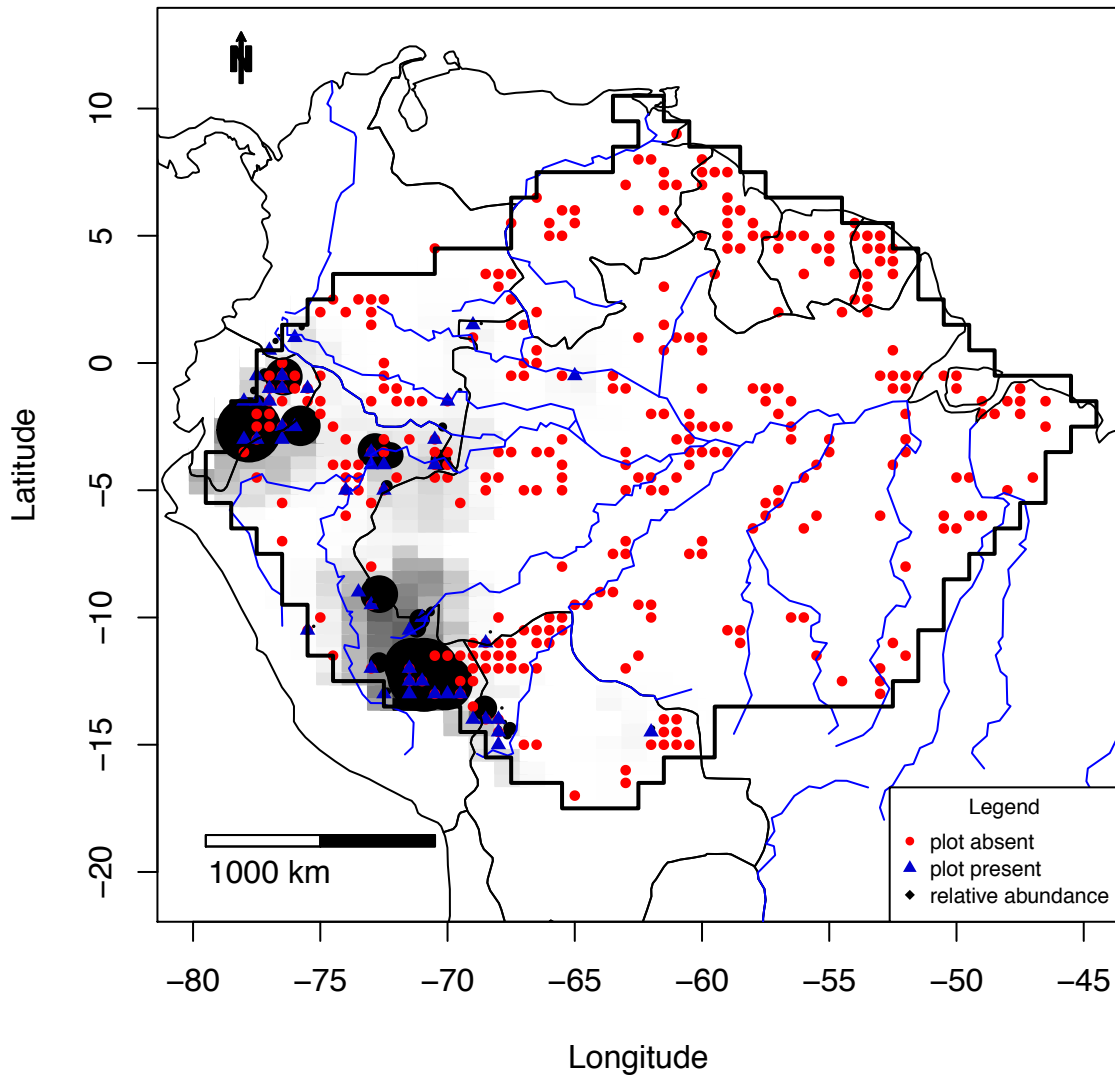 N
10
5
0
−5
−10
−15
−20
Latitude
1000 km
Legend
plot absent
plot present
relative abundance
−80 −75 −70 −65 −60 −55 −50 −45
Longitude